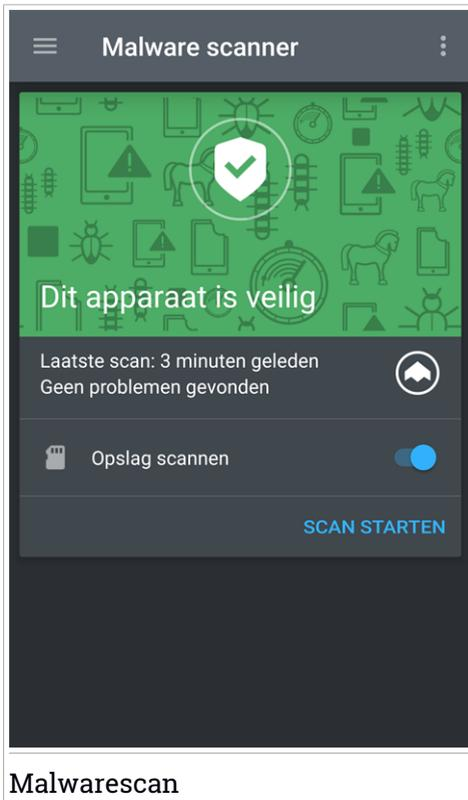 Malware scanner
Dit apparaat is veilig
Laatste scan: 3 minuten geleden
Geen problemen gevonden
Opslag scannen
SCAN STARTEN
Malwarescan